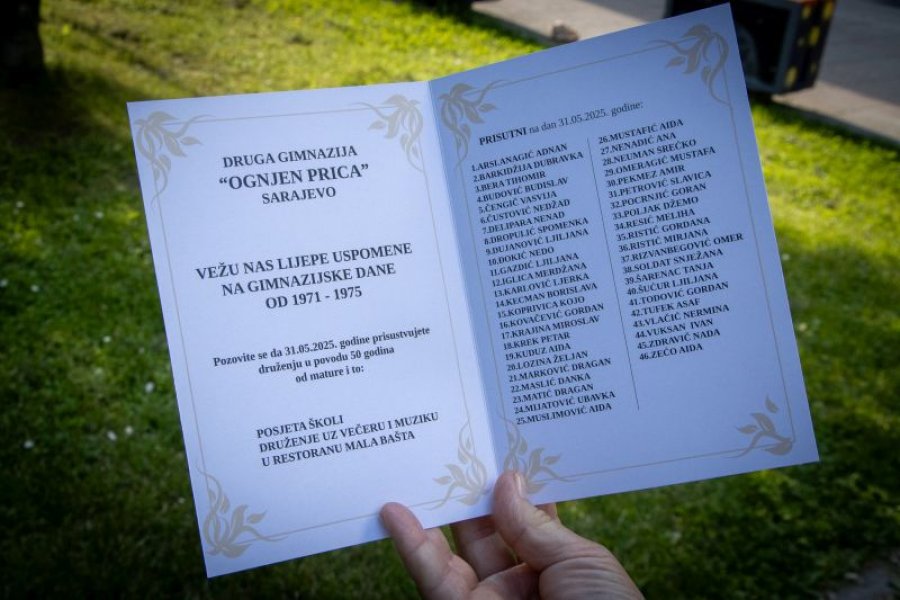 DRUGA GIMNAZIJA
“OGNJEN PRICA”
SARAJEVO
VEŽU NAS LIJEPE USPOMENE
NA GIMNAZIJSKE DANE
OD 1971 - 1975
Pozovite se da 31.05.2025. godine prisustvujete
druženju u povodu 50 godina
od mature i to:
POSJETA ŠKOLI
DRUŽENJE UZ VEČERU I MUZIKU
U RESTORANU MALA BAŠTA
PRISUTNI na dan 31.05.2025. godine:
1.ARSLANAGIĆ ADNAN
2.BARKIDŽIJA DUBRAVKA
3.BERA TIHOMIR
4.BUDOVIĆ BUDISLAV
5.ČENGIĆ VASVIJA
6.ČUSTOVIĆ NEDŽAD
7.DELIPARA NENAD
8.DROPULIĆ SPOMENKA
9.DUJANOVIĆ LJILJANA
10.ĐOKIĆ NEĐO
11.GAZDIĆ LJILJANA
12.IGLICA MERDŽANA
13.KARLOVIĆ LJERKA
14.KECMAN BORISLAVA
15.KOPRIVICA KOJO
16.KOVAČEVIĆ GORDAN
17.KRAJINA MIROSLAV
18.KREK PETAR
19.KUDUZ AIDA
20.LOZINA ŽELJAN
21.MARKOVIĆ DRAGAN
22.MASLIĆ DANKA
23.MATIĆ DRAGAN
24.MIJATOVIĆ UBAVKA
25.MUSLIMOVIĆ AIDA
26.MUSTAFIĆ AIDA
27.NENADIĆ ANA
28.NEUMAN SREĆKO
29.OMERAGIĆ MUSTAFA
30.PEKMEZ AMIR
31.PETROVIĆ SLAVICA
32.POCRNJIĆ GORAN
33.POLJAK DŽEMO
34.RESIĆ MELIHA
35.RISTIĆ GORDANA
36.RISTIĆ MIRJANA
37.RIZVANBEGOVIĆ OMER
38.SOLDAT SNJEŽANA
39.ŠARENAC TANJA
40.ŠUĆUR LJILJANA
41.TODOVIĆ GORDAN
42.TUFEK ASAF
43.VLAČIĆ NERMINA
44.VUKSAN IVAN
45.ZDRAVIĆ NADA
46.ZEČO AIDA